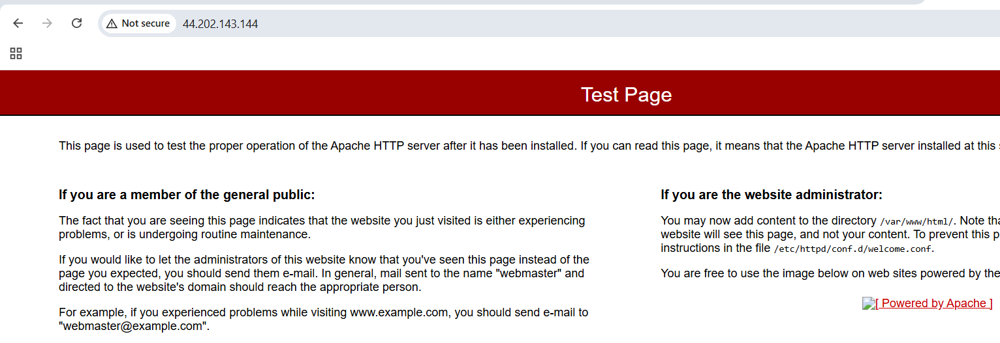 Not secure 44.202.143.144
Test Page
This page is used to test the proper operation of the Apache HTTP server after it has been installed. If you can read this page, it means that the Apache HTTP server installed at this
If you are a member of the general public:
The fact that you are seeing this page indicates that the website you just visited is either experiencing
problems, or is undergoing routine maintenance.
If you would like to let the administrators of this website know that you've seen this page instead of the
page you expected, you should send them e-mail. In general, mail sent to the name "webmaster" and
directed to the website's domain should reach the appropriate person.
For example, if you experienced problems while visiting www.example.com, you should send e-mail to
"webmaster@example.com".
If you are the website administrator:
You may now add content to the directory /var/www/html/. Note
website will see this page, and not your content. To prevent this
instructions in the file /etc/httpd/conf.d/welcome.conf.
You are free to use the image below on web sites powered by the
[ Powered by Apache ]